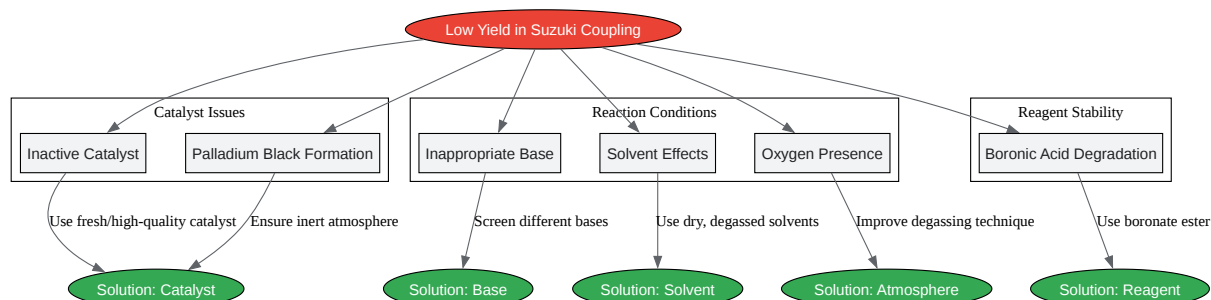 Low Yield in Suzuki Coupling
Catalyst Issues
Reaction Conditions
Reagent Stability
Inactive Catalyst
Palladium Black Formation
Inappropriate Base
Solvent Effects
Oxygen Presence
Boronic Acid Degradation
Use fresh/high-quality catalyst
Ensure inert atmosphere
Screen different bases
Use dry, degassed solvents
Improve degassing technique
Use boronate ester
Solution: Catalyst
Solution: Base
Solution: Solvent
Solution: Atmosphere
Solution: Reagent